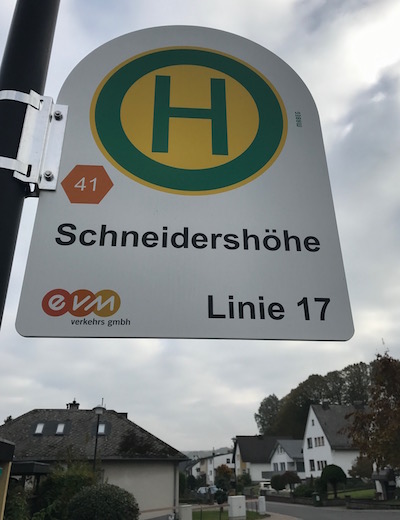 H
41
Schneidershöhe
evm
verkehrs gmbh
Linie 17